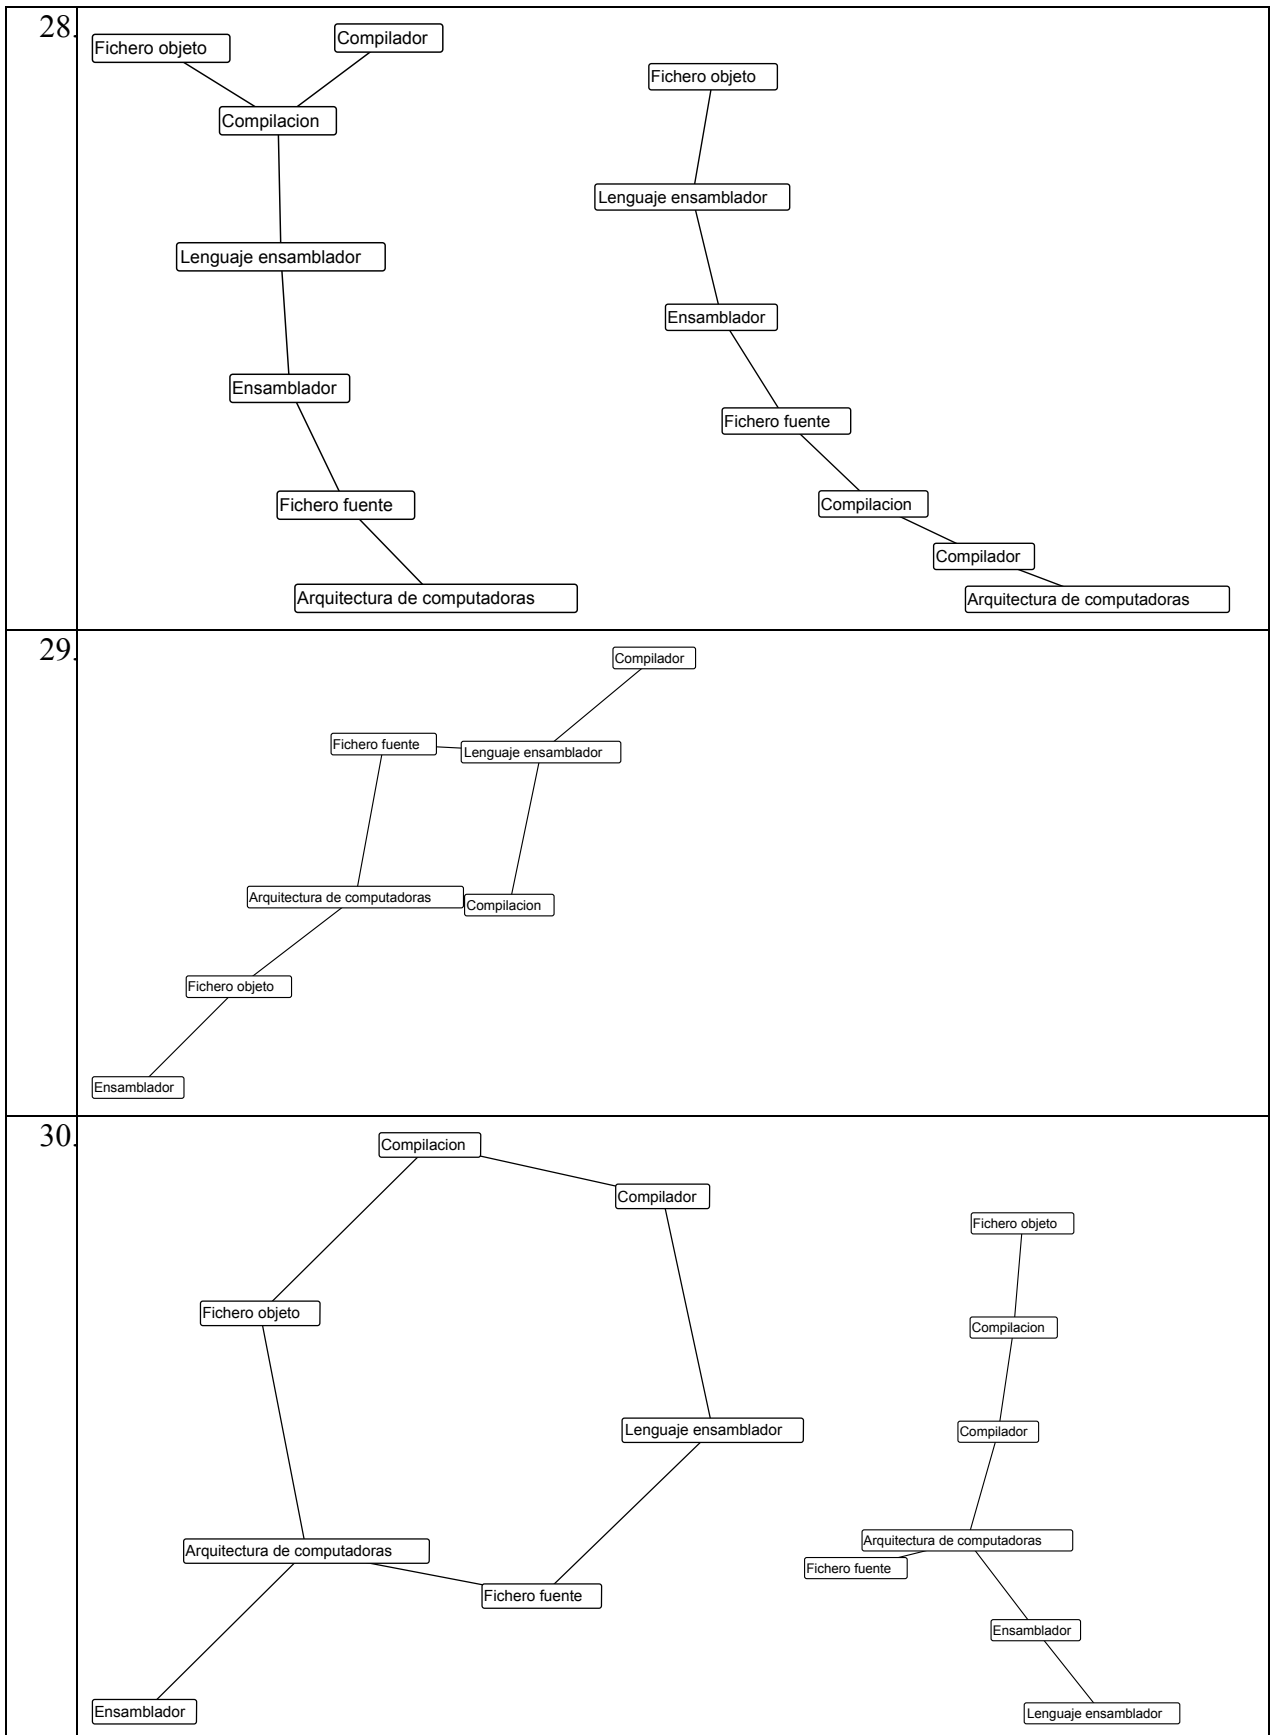 28.
Fichero objeto
Compilador
Compilacion
Lenguaje ensamblador
Ensamblador
Fichero fuente
Arquitectura de computadoras
Fichero objeto
Lenguaje ensamblador
Ensamblador
Fichero fuente
Compilacion
Compilador
Arquitectura de computadoras
29.
Compilador
Fichero fuente
Lenguaje ensamblador
Arquitectura de computadoras
Compilacion
Fichero objeto
Ensamblador
30.
Compilacion
Compilador
Fichero objeto
Lenguaje ensamblador
Arquitectura de computadoras
Fichero fuente
Ensamblador
Fichero objeto
Compilacion
Compilador
Arquitectura de computadoras
Fichero fuente
Ensamblador
Lenguaje ensamblador